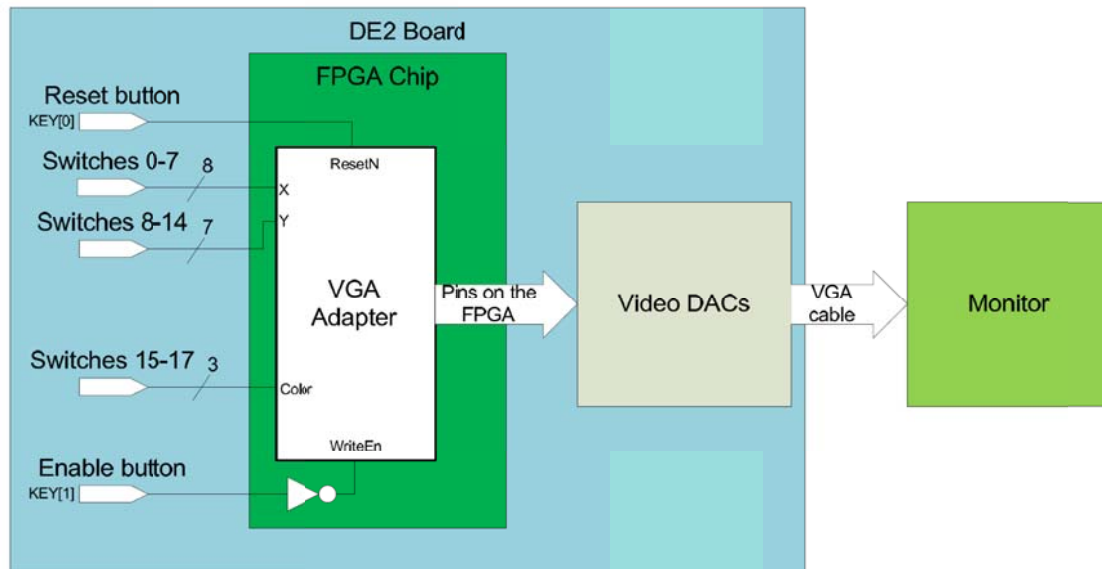 DE2 Board
FPGA Chip
Reset button
KEY[0]
ResetN
Switches 0-7
8
X
Switches 8-14
7
Y
VGA
Adapter
Pins on the
FPGA
Video DACs
VGA
cable
Monitor
Switches 15-17
3
Color
WriteEn
Enable button
KEY[1]